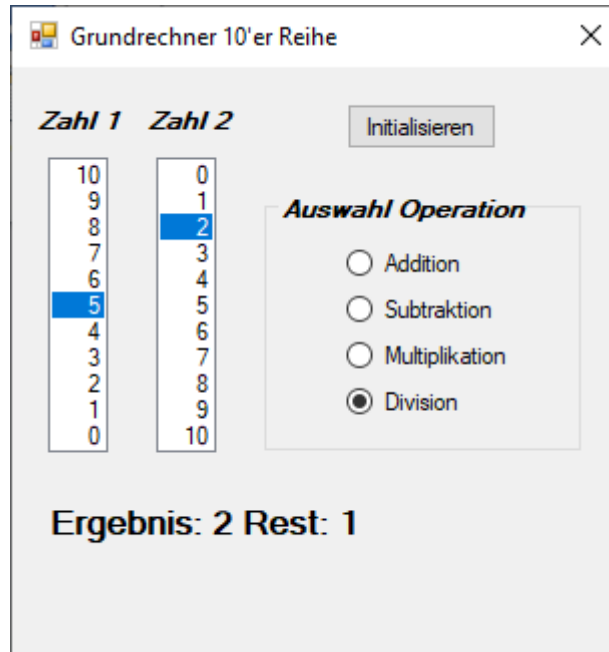 Grundrechner 10'er Reihe
Zahl 1 Zahl 2
Initialisieren
10 0
9 1
8 2
7 3
6 4
5 5
4 6
3 7
2 8
1 9
0 10
Auswahl Operation
Addition
Subtraktion
Multiplikation
Division
Ergebnis: 2 Rest: 1